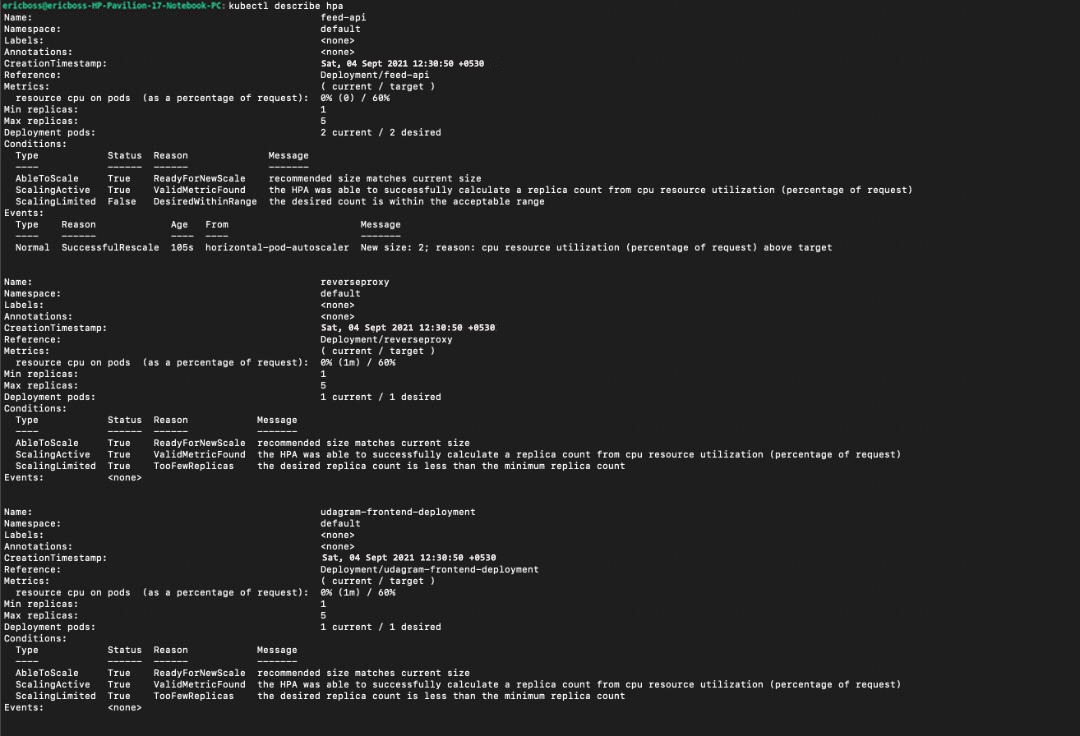 ericboss@ericboss-HP-Pavilion-17-Notebook-PC: kubectl describe hpa
Name: feed-api
Namespace: default
Labels: <none>
Annotations: <none>
CreationTimestamp: Sat, 04 Sept 2021 12:30:50 +0530
Reference: Deployment/feed-api
Metrics: ( current / target )
resource cpu on pods (as a percentage of request): 0% (0) / 60%
Min replicas: 1
Max replicas: 5
Deployment pods: 2 current / 2 desired
Conditions:
Type Status Reason Message
---- ------ ------ -------
AbleToScale True ReadyForNewScale recommended size matches current size
ScalingActive True ValidMetricFound the HPA was able to successfully calculate a replica count from cpu resource utilization (percentage of request)
ScalingLimited False DesiredWithinRange the desired count is within the acceptable range
Events:
Type Reason Age From Message
---- ------ ---- ---- -------
Normal SuccessfulRescale 105s horizontal-pod-autoscaler New size: 2; reason: cpu resource utilization (percentage of request) above target
Name: reverseproxy
Namespace: default
Labels: <none>
Annotations: <none>
CreationTimestamp: Sat, 04 Sept 2021 12:30:50 +0530
Reference: Deployment/reverseproxy
Metrics: ( current / target )
resource cpu on pods (as a percentage of request): 0% (1m) / 60%
Min replicas: 1
Max replicas: 5
Deployment pods: 1 current / 1 desired
Conditions:
Type Status Reason Message
---- ------ ------ -------
AbleToScale True ReadyForNewScale recommended size matches current size
ScalingActive True ValidMetricFound the HPA was able to successfully calculate a replica count from cpu resource utilization (percentage of request)
ScalingLimited True TooFewReplicas the desired replica count is less than the minimum replica count
Events: <none>
Name: udagram-frontend-deployment
Namespace: default
Labels: <none>
Annotations: <none>
CreationTimestamp: Sat, 04 Sept 2021 12:30:50 +0530
Reference: Deployment/udagram-frontend-deployment
Metrics: ( current / target )
resource cpu on pods (as a percentage of request): 0% (1m) / 60%
Min replicas: 1
Max replicas: 5
Deployment pods: 1 current / 1 desired
Conditions:
Type Status Reason Message
---- ------ ------ -------
AbleToScale True ReadyForNewScale recommended size matches current size
ScalingActive True ValidMetricFound the HPA was able to successfully calculate a replica count from cpu resource utilization (percentage of request)
ScalingLimited True TooFewReplicas the desired replica count is less than the minimum replica count
Events: <none>